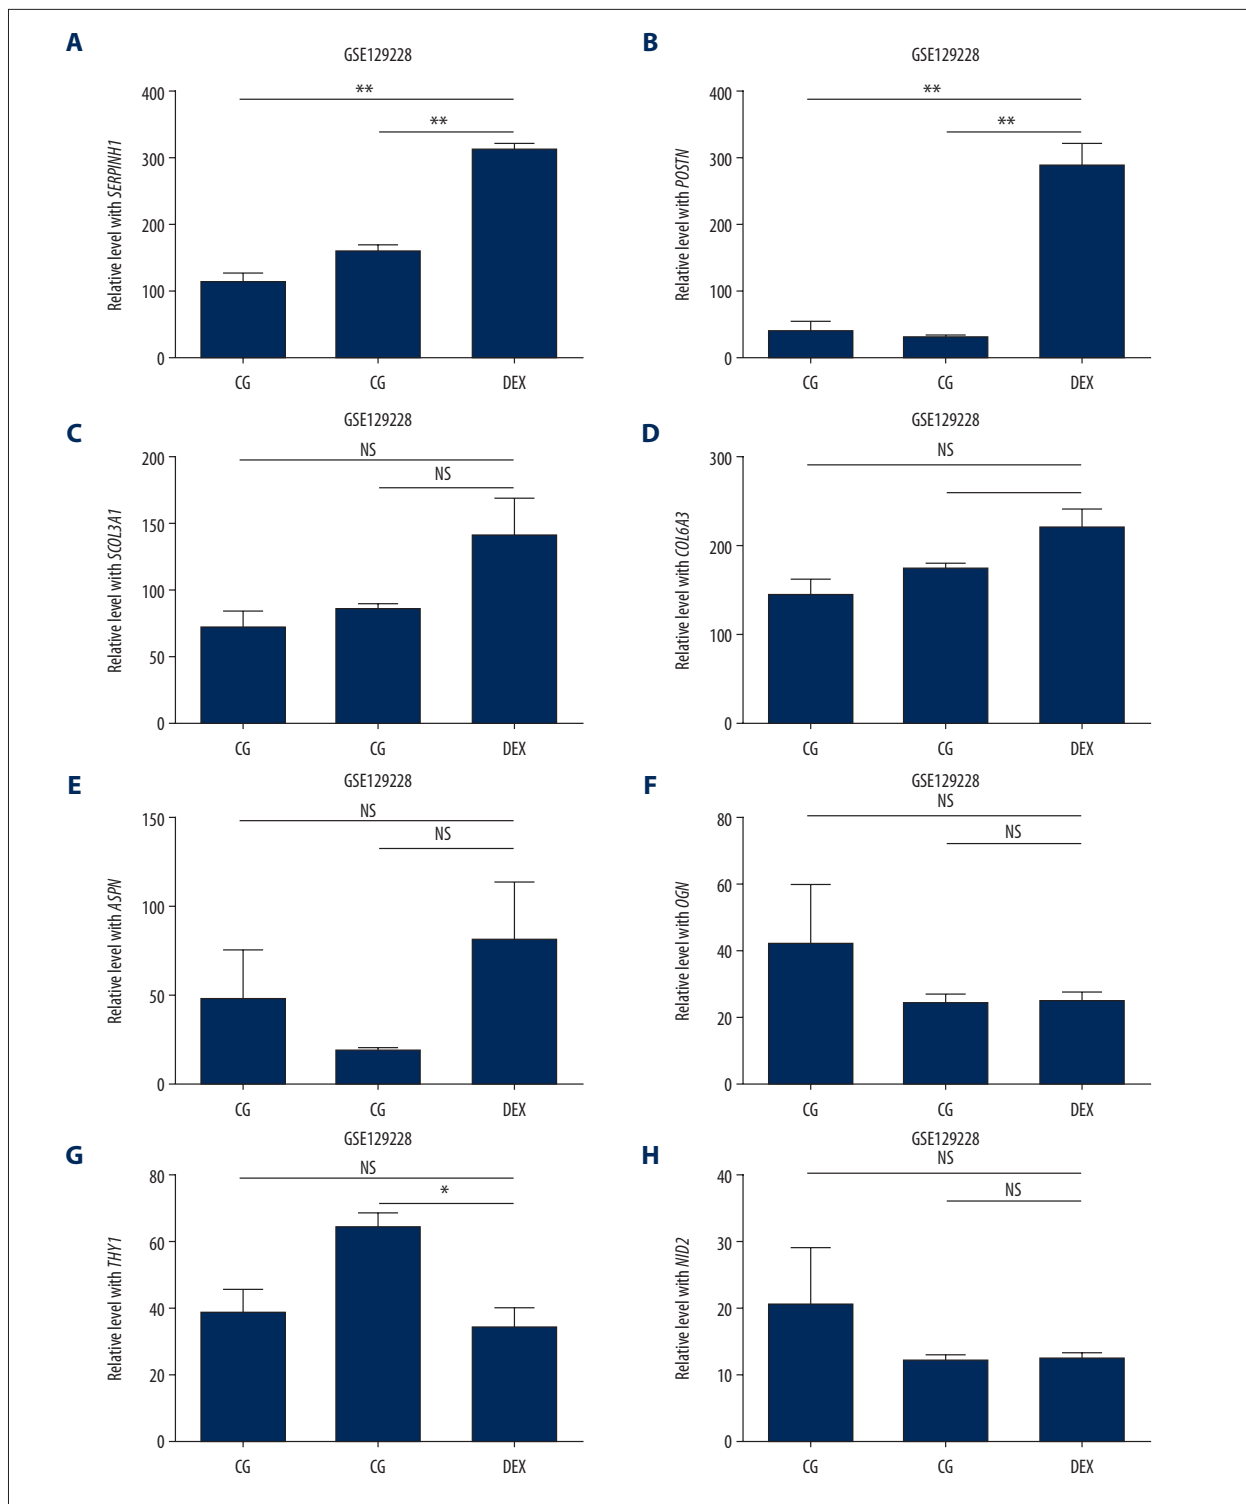 A
GSE129228
**
**
400
300
200
100
0
Relative level with SERPINH1
CG
CG
DEX
B
GSE129228
**
**
400
300
200
100
0
Relative level with POSTN
CG
CG
DEX
C
GSE129228
NS
NS
200
150
100
50
0
Relative level with SCOL3A1
CG
CG
DEX
D
GSE129228
NS
300
200
100
0
Relative level with COL6A3
CG
CG
DEX
E
GSE129228
NS
NS
150
100
50
0
Relative level with ASPN
CG
CG
DEX
F
GSE129228
NS
NS
80
60
40
20
0
Relative level with OGN
CG
CG
DEX
G
GSE129228
NS
*
80
60
40
20
0
Relative level with THY1
CG
CG
DEX
H
GSE129228
NS
NS
40
30
20
10
0
Relative level with NID2
CG
CG
DEX